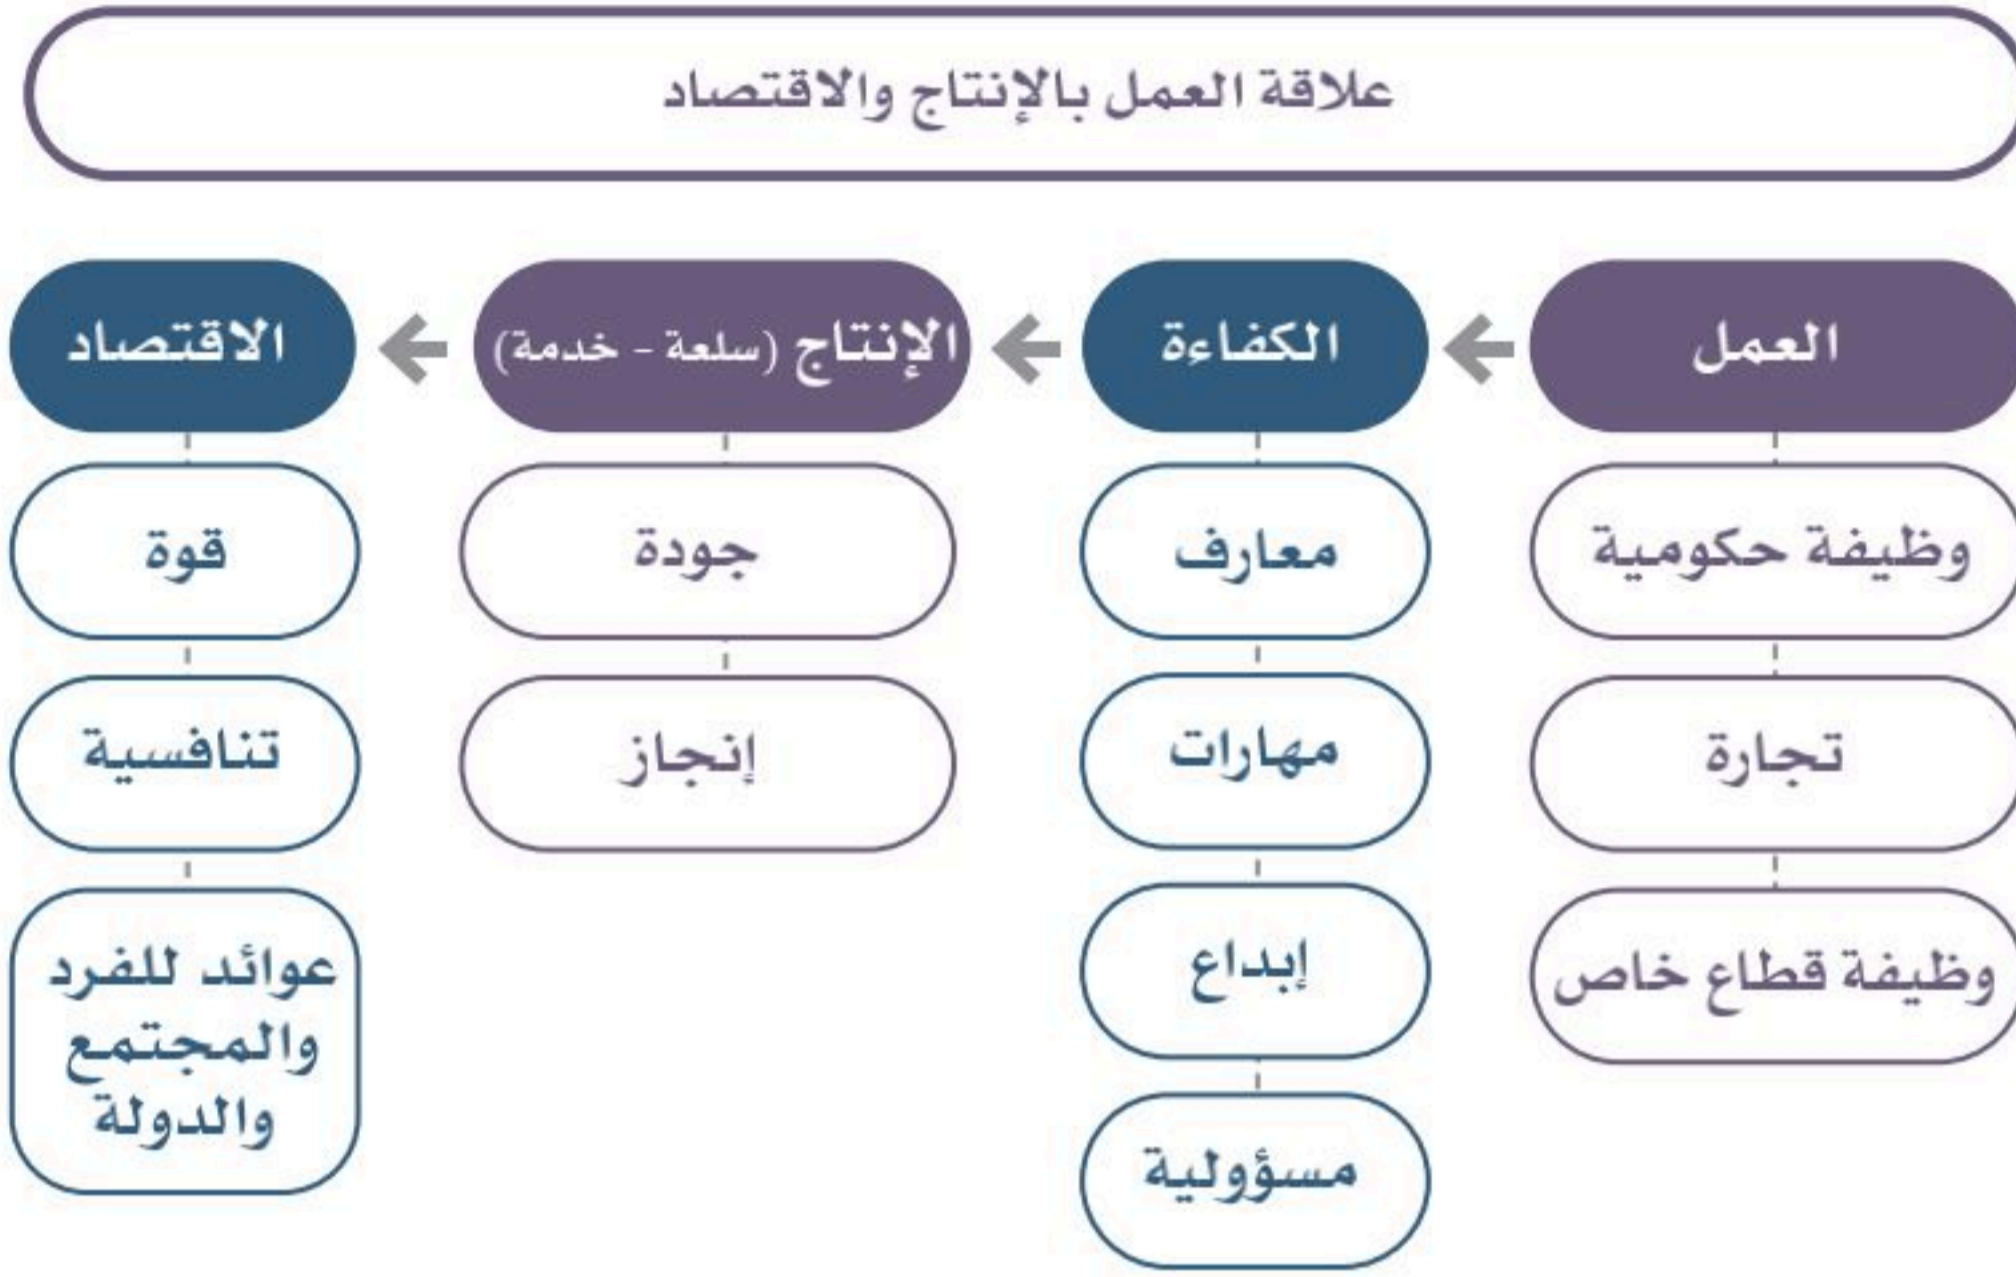 علاقة العمل بالإنتاج والاقتصاد
العمل
وظيفة حكومية
تجارة
وظيفة قطاع خاص
الكفاءة
معارف
مهارات
إبداع
مسؤولية
الإنتاج (سلعة - خدمة)
جودة
إنجاز
الاقتصاد
قوة
تنافسية
عوائد للفرد
والمجتمع
والدولة